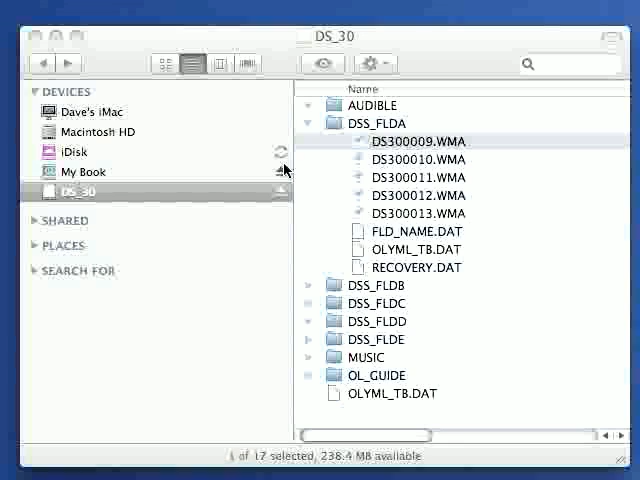 DS_30
DEVICES
Dave's iMac
Macintosh HD
iDisk
My Book
DS_30
SHARED
PLACES
SEARCH FOR
Name
AUDIBLE
DSS_FLDA
DS300009.WMA
DS300010.WMA
DS300011.WMA
DS300012.WMA
DS300013.WMA
FLD_NAME.DAT
OLYML_TB.DAT
RECOVERY.DAT
DSS_FLDB
DSS_FLDC
DSS_FLDD
DSS_FLDE
MUSIC
OL_GUIDE
OLYML_TB.DAT
1 of 17 selected, 238.4 MB available